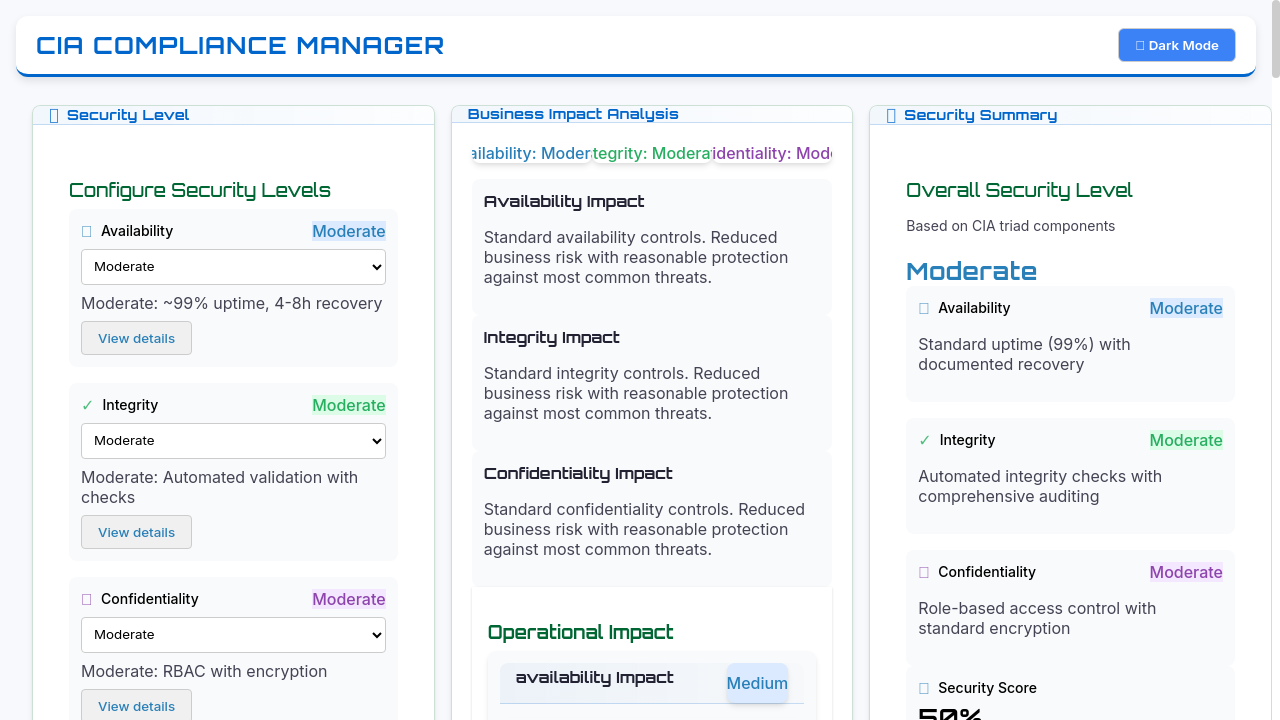 CIA COMPLIANCE MANAGER
Dark Mode
Security Level
Configure Security Levels
Availability
Moderate
Moderate
Moderate: ~99% uptime, 4-8h recovery
View details
✓ Integrity
Moderate
Moderate
Moderate: Automated validation with
checks
View details
Confidentiality
Moderate
Moderate
Moderate: RBAC with encryption
View details
Business Impact Analysis
ailability: Moder
tegrity: Modera
identiality: Mod
Availability Impact
Standard availability controls. Reduced
business risk with reasonable protection
against most common threats.
Integrity Impact
Standard integrity controls. Reduced
business risk with reasonable protection
against most common threats.
Confidentiality Impact
Standard confidentiality controls. Reduced
business risk with reasonable protection
against most common threats.
Operational Impact
availability Impact
Medium
Security Summary
Overall Security Level
Based on CIA triad components
Moderate
Availability
Moderate
Standard uptime (99%) with
documented recovery
✓ Integrity
Moderate
Automated integrity checks with
comprehensive auditing
Confidentiality
Moderate
Role-based access control with
standard encryption
Security Score
50%